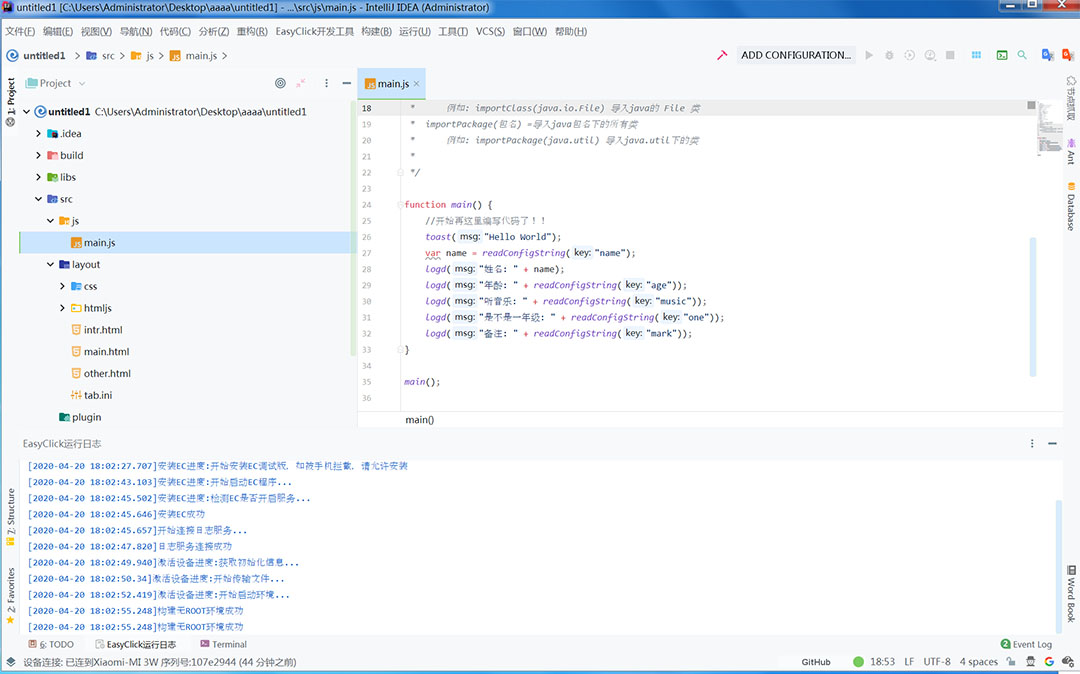 untitled1 [C:\Users\Administrator\Desktop\aaaa\untitled1] - ...\src\js\main.js - IntelliJ IDEA (Administrator)
文件(F) 编辑(E) 视图(V) 导航(N) 代码(C) 分析(Z) 重构(R) EasyClick开发工具 构建(B) 运行(U) 工具(T) VCS(S) 窗口(W) 帮助(H)
untitled1 src js main.js ADD CONFIGURATION...
1: Project
Project
main.js
untitled1 C:\Users\Administrator\Desktop\aaaa\untitled1
.idea
build
libs
src
js
main.js
layout
css
htmljs
intr.html
main.html
other.html
tab.ini
plugin
18 * 例如: importClass(java.io.File) 导入java的 File 类
19 * importPackage(包名) =导入java包名下的所有类
20 * 例如: importPackage(java.util) 导入java.util下的类
21 *
22 */
23
24 function main() {
25 //开始再这里编写代码了！！
26 toast( msg: "Hello World");
27 var name = readConfigString( key: "name");
28 logd( msg: "姓名: " + name);
29 logd( msg: "年龄: " + readConfigString( key: "age"));
30 logd( msg: "听音乐: " + readConfigString( key: "music"));
31 logd( msg: "是不是一年级: " + readConfigString( key: "one"));
32 logd( msg: "备注: " + readConfigString( key: "mark"));
33 }
34
35 main();
36
main()
节点抓取
Ant
Database
Word Book
EasyClick运行日志
[2020-04-20 18:02:27.707]安装EC进度:开始安装EC调试版, 如被手机拦截, 请允许安装
[2020-04-20 18:02:43.103]安装EC进度:开始启动EC程序...
[2020-04-20 18:02:45.502]安装EC进度:检测EC是否开启服务...
[2020-04-20 18:02:45.646]安装EC成功
[2020-04-20 18:02:45.657]开始连接日志服务...
[2020-04-20 18:02:47.820]日志服务连接成功
[2020-04-20 18:02:49.940]激活设备进度:获取初始化信息...
[2020-04-20 18:02:50.34]激活设备进度:开始传输文件...
[2020-04-20 18:02:52.419]激活设备进度:开始启动环境...
[2020-04-20 18:02:55.248]构建无ROOT环境成功
[2020-04-20 18:02:55.248]构建无ROOT环境成功
7: Structure
2: Favorites
6: TODO EasyClick运行日志 Terminal 2 Event Log
设备连接: 已连到Xiaomi-MI 3W 序列号:107e2944 (44 分钟之前) GitHub 18:53 LF UTF-8 4 spaces